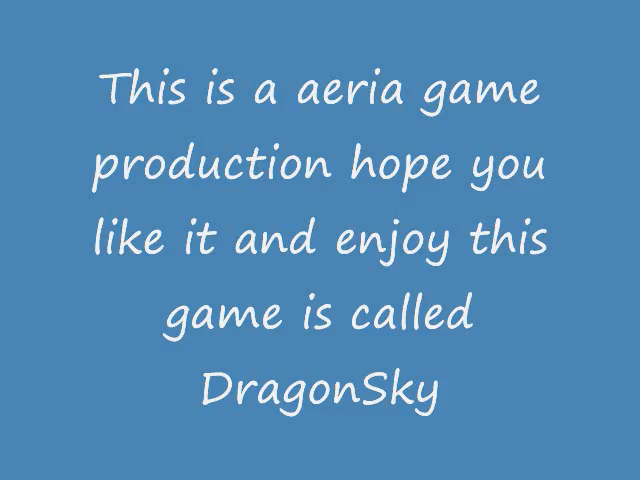 This is a aeria game
production hope you
like it and enjoy this
game is called
DragonSky